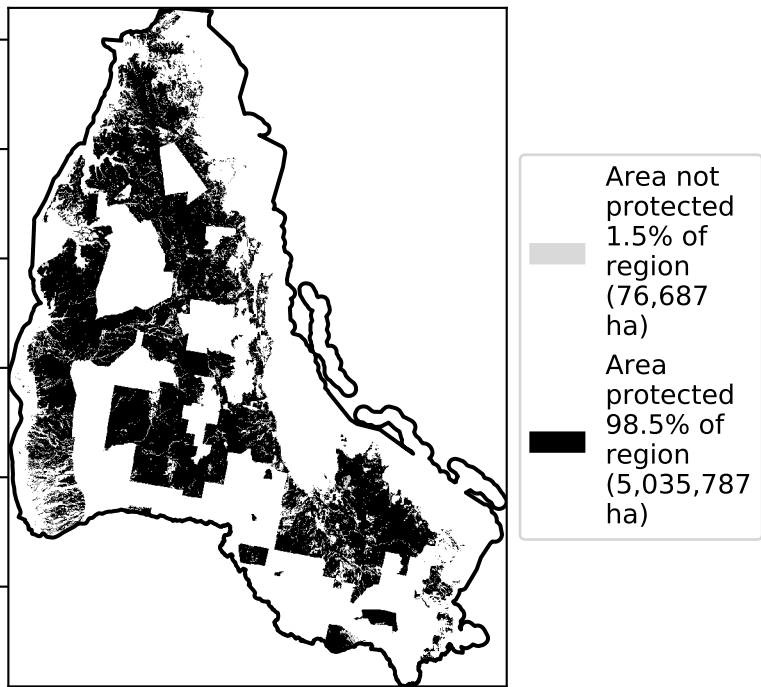 Area not
protected
1.5% of
region
(76,687
ha)
Area
protected
98.5% of
region
(5,035,787
ha)